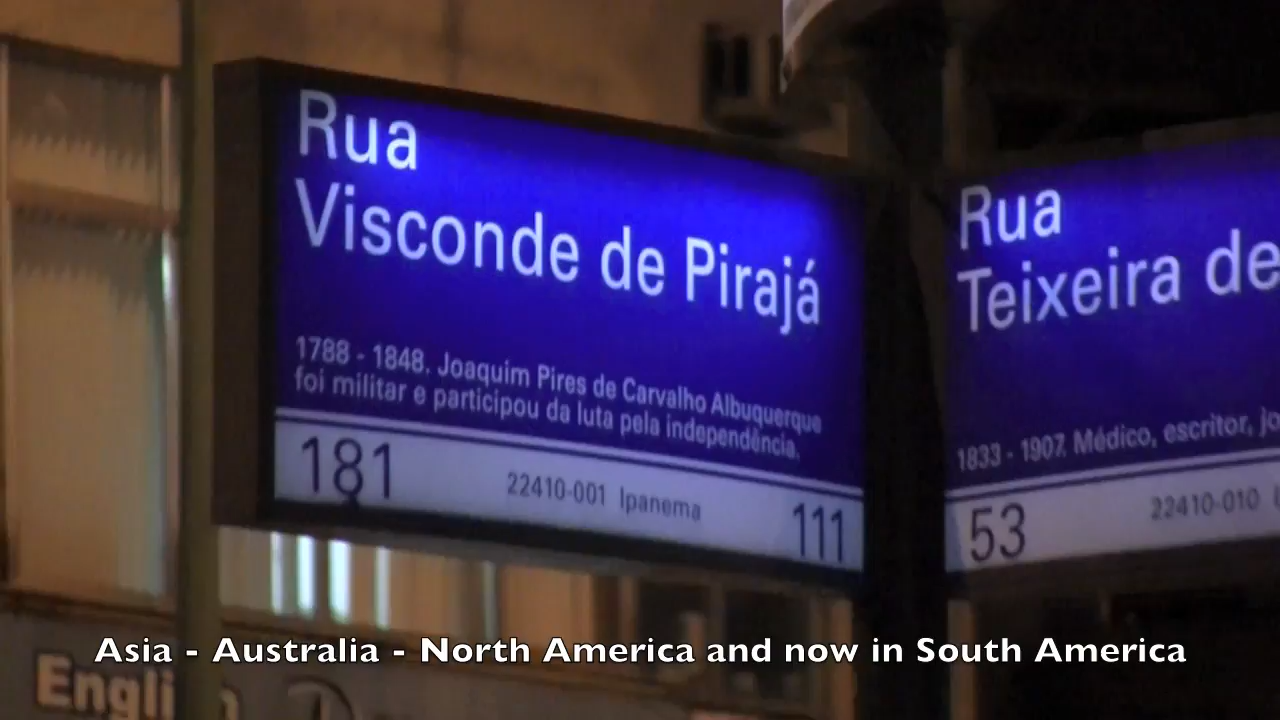 Rua
Visconde de Pirajá
1788 - 1848. Joaquim Pires de Carvalho Albuquerque
foi militar e participou da luta pela independência.
181
22410-001 Ipanema
111
Rua
Teixeira de
1833 - 1907. Médico, escritor, jo
53
22410-010
Asia - Australia - North America and now in South America